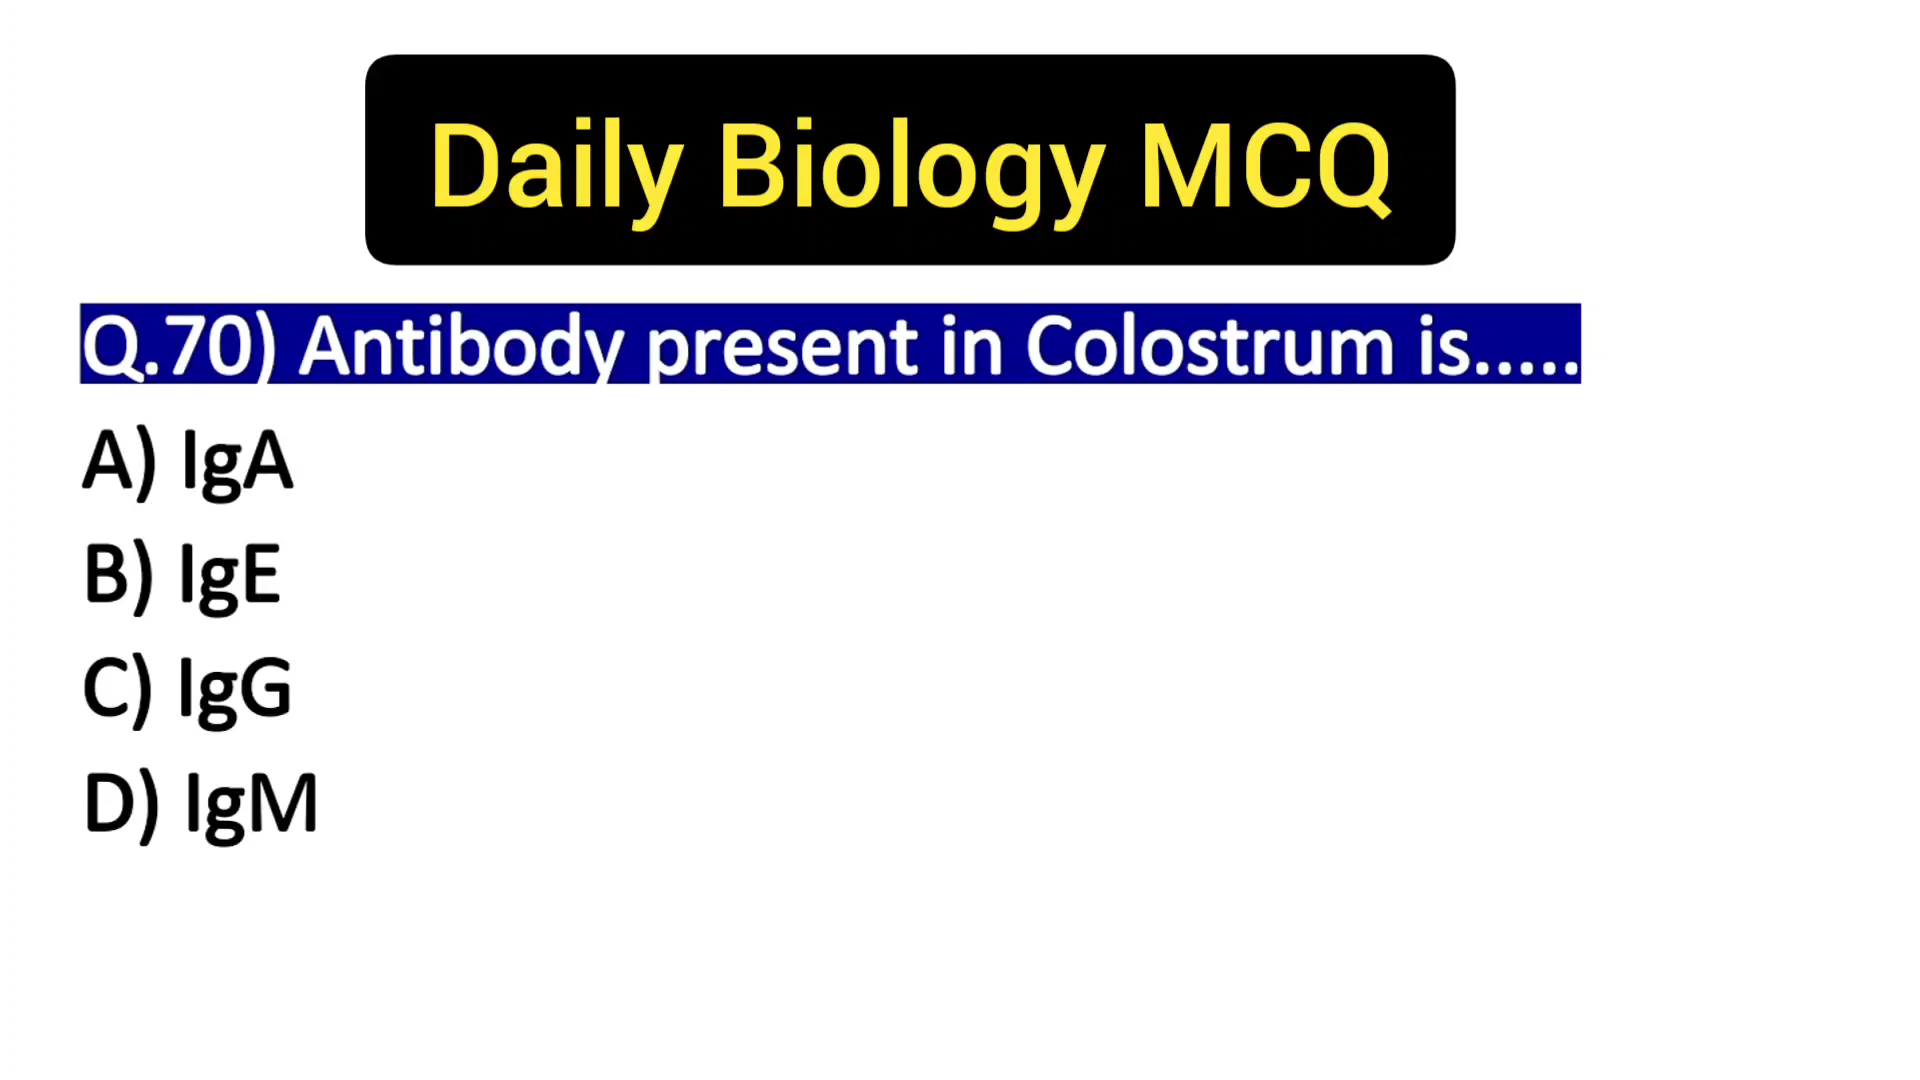 Daily Biology MCQ
Q.70) Antibody present in Colostrum is.....
A) IgA
B) IgE
C) IgG
D) IgM